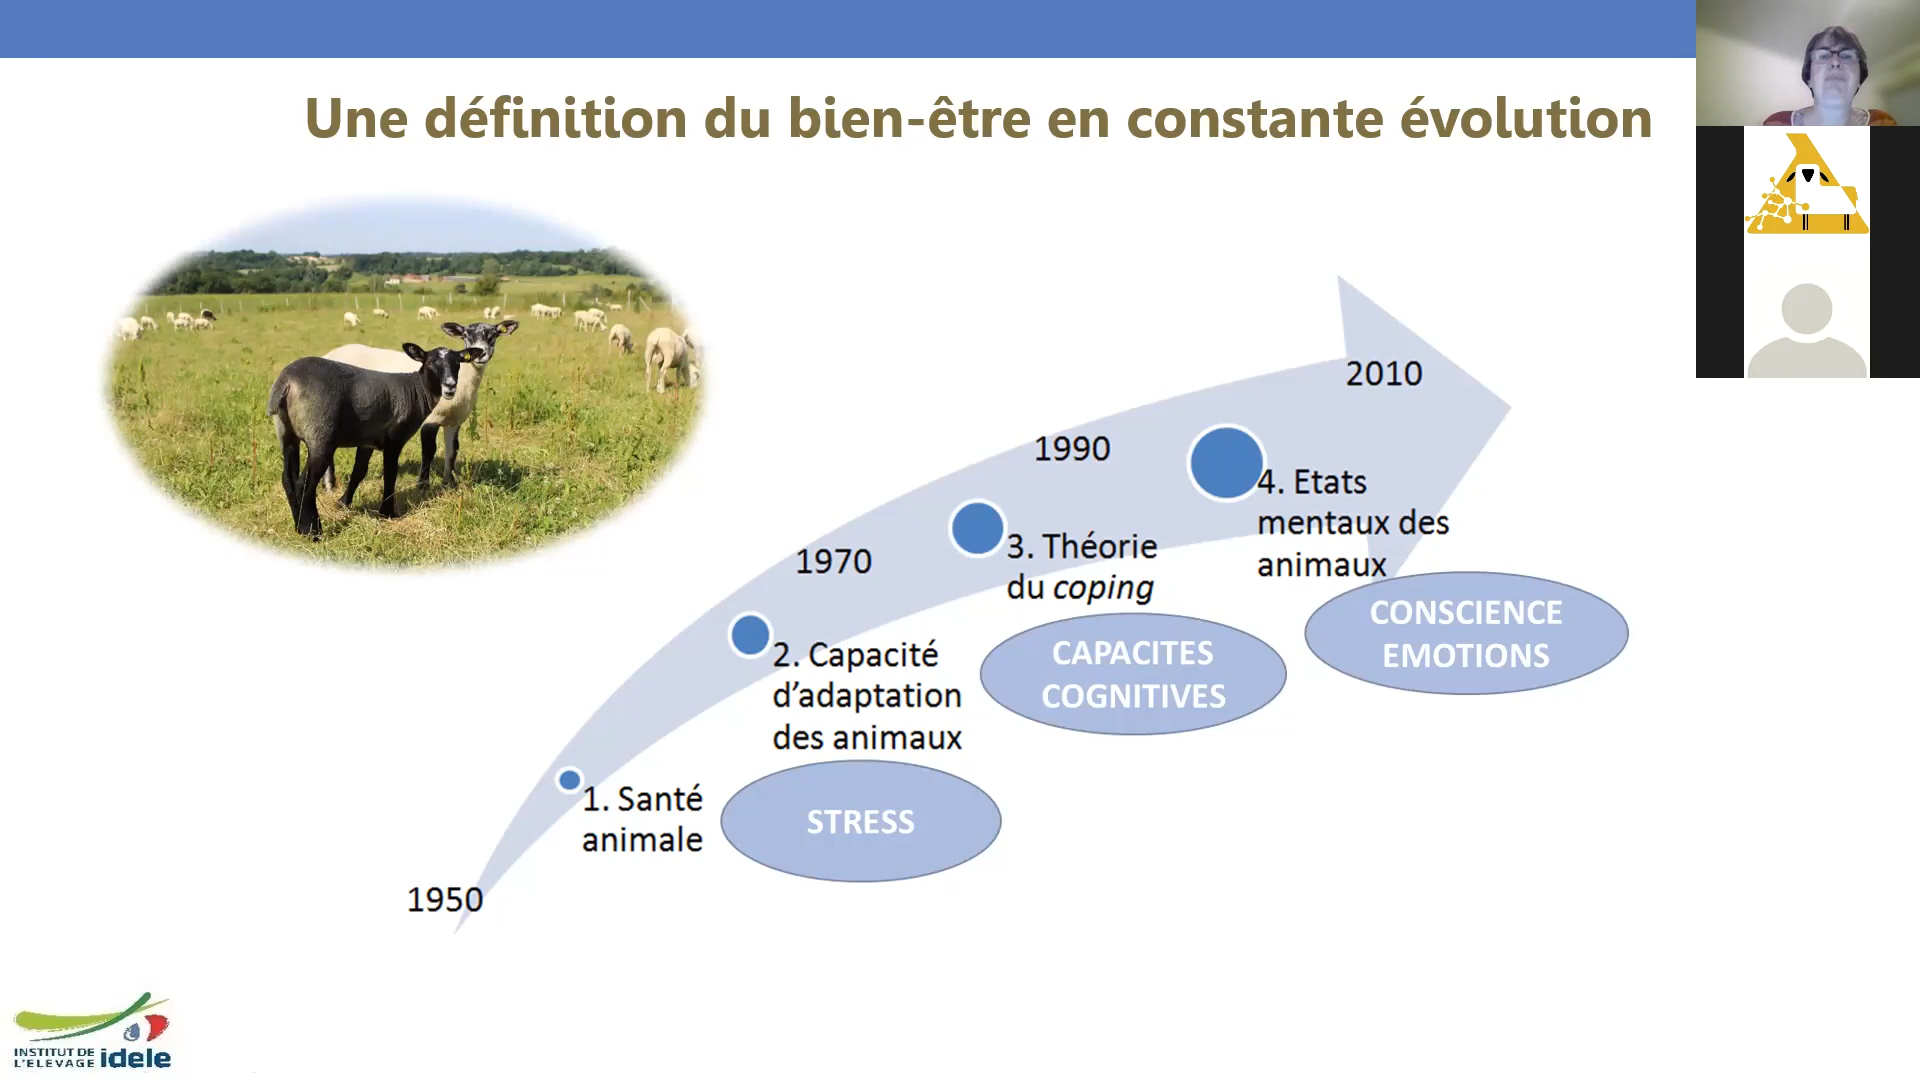 Une définition du bien-être en constante évolution
2010
1990
4. Etats
mentaux des
animaux
3. Théorie
du coping
1970
CONSCIENCE
EMOTIONS
CAPACITES
COGNITIVES
2. Capacité
d’adaptation
des animaux
1. Santé
animale
STRESS
1950
INSTITUT DE
L'ELEVAGE idele